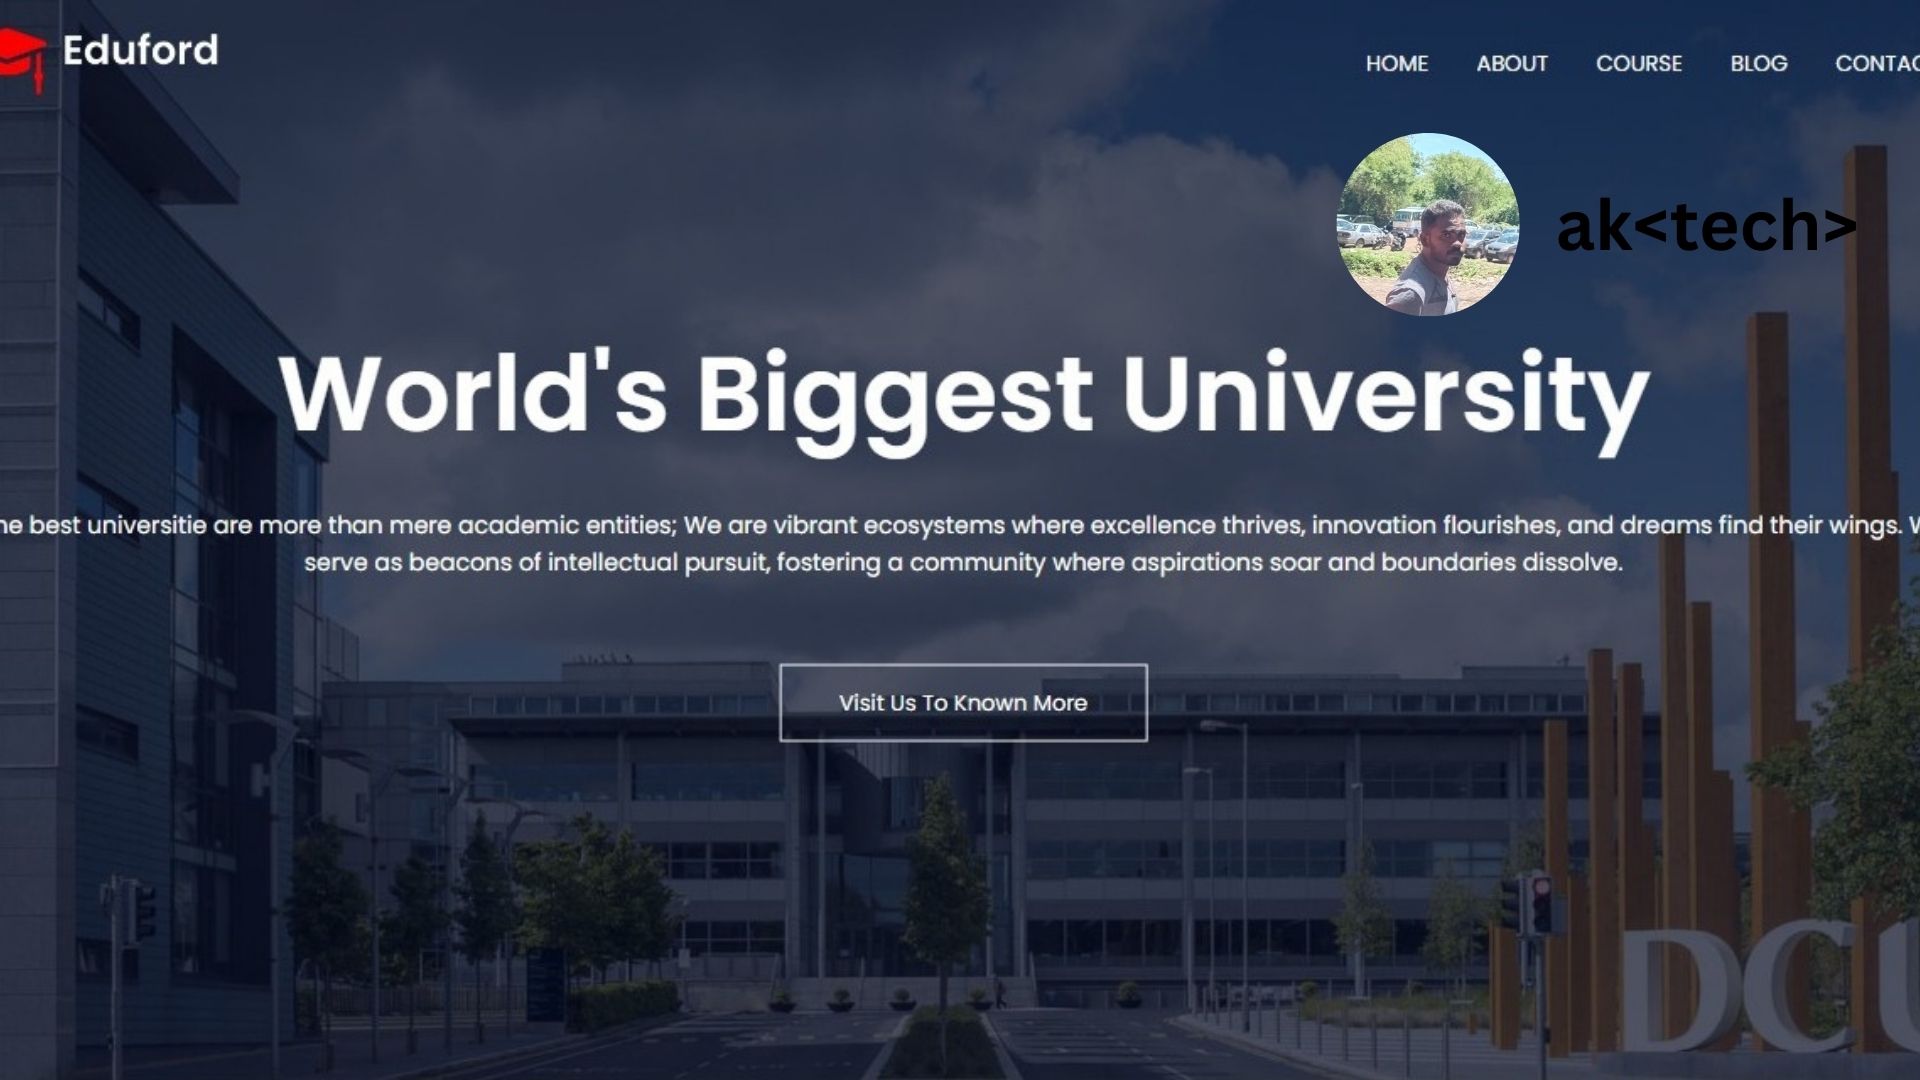 Eduford
HOME ABOUT COURSE BLOG CONTAC
ak<tech>
World's Biggest University
he best universitie are more than mere academic entities; We are vibrant ecosystems where excellence thrives, innovation flourishes, and dreams find their wings. W
serve as beacons of intellectual pursuit, fostering a community where aspirations soar and boundaries dissolve.
Visit Us To Known More
DCU